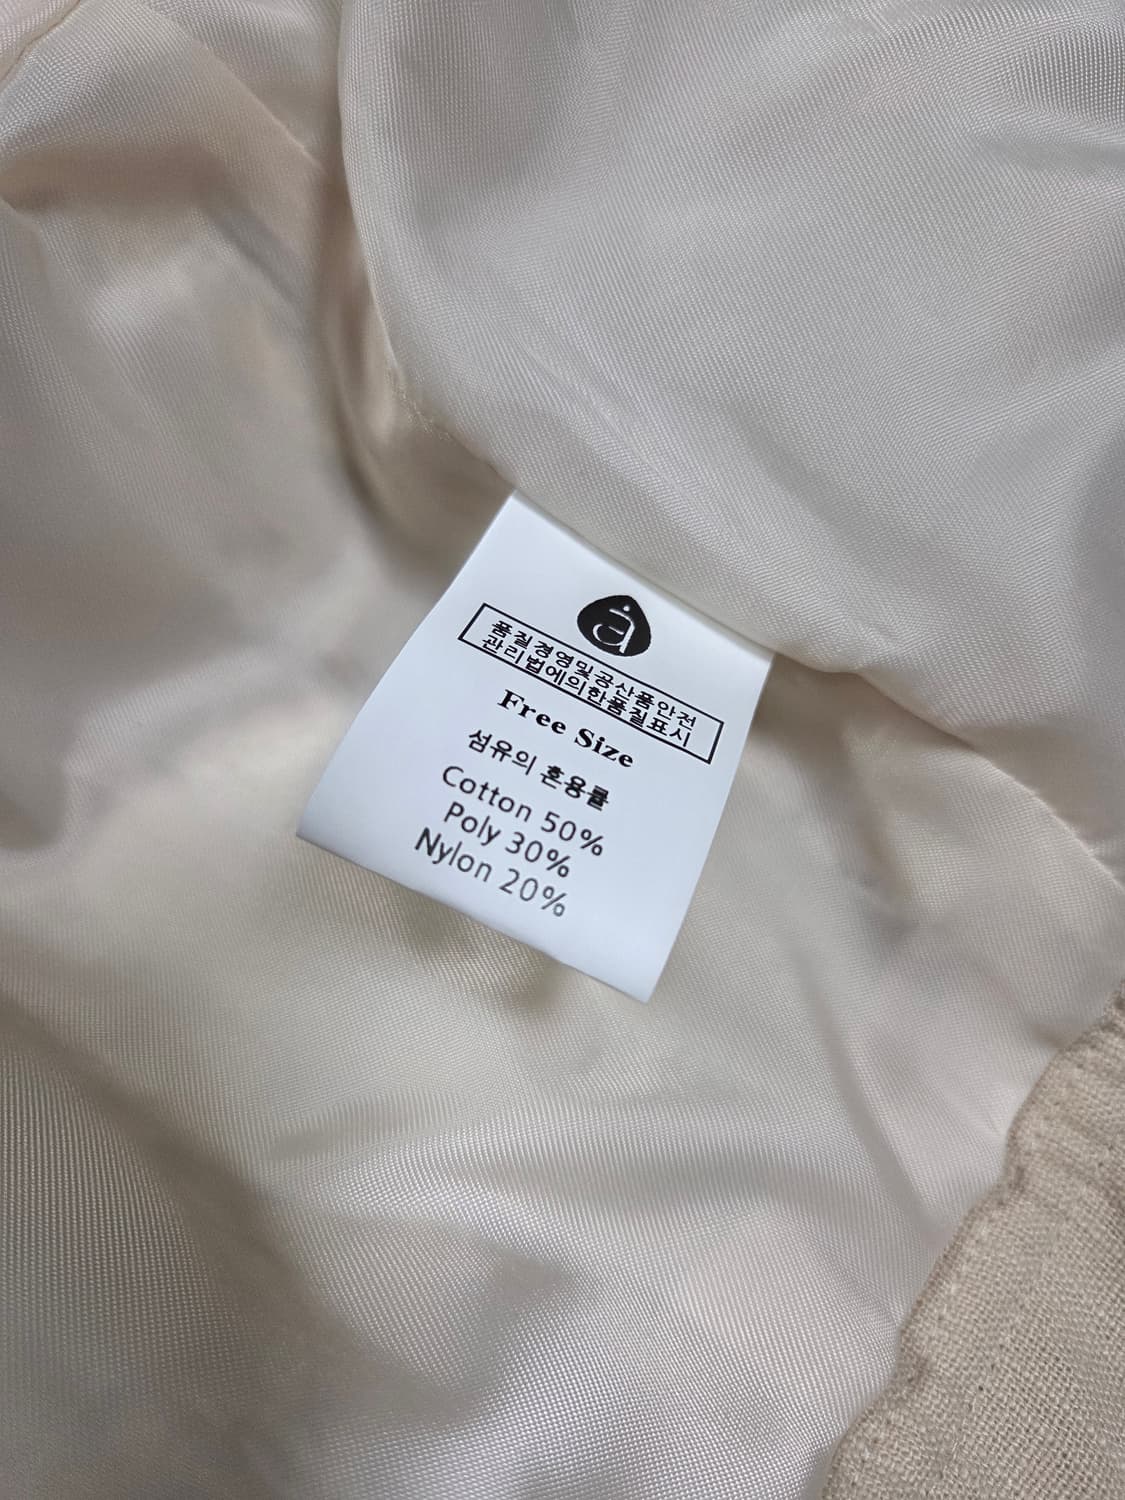 a
품질경영및공산품안전
관리법에의한품질표시
Free Size
섬유의 혼용률
Cotton 50%
Poly 30%
Nylon 20%